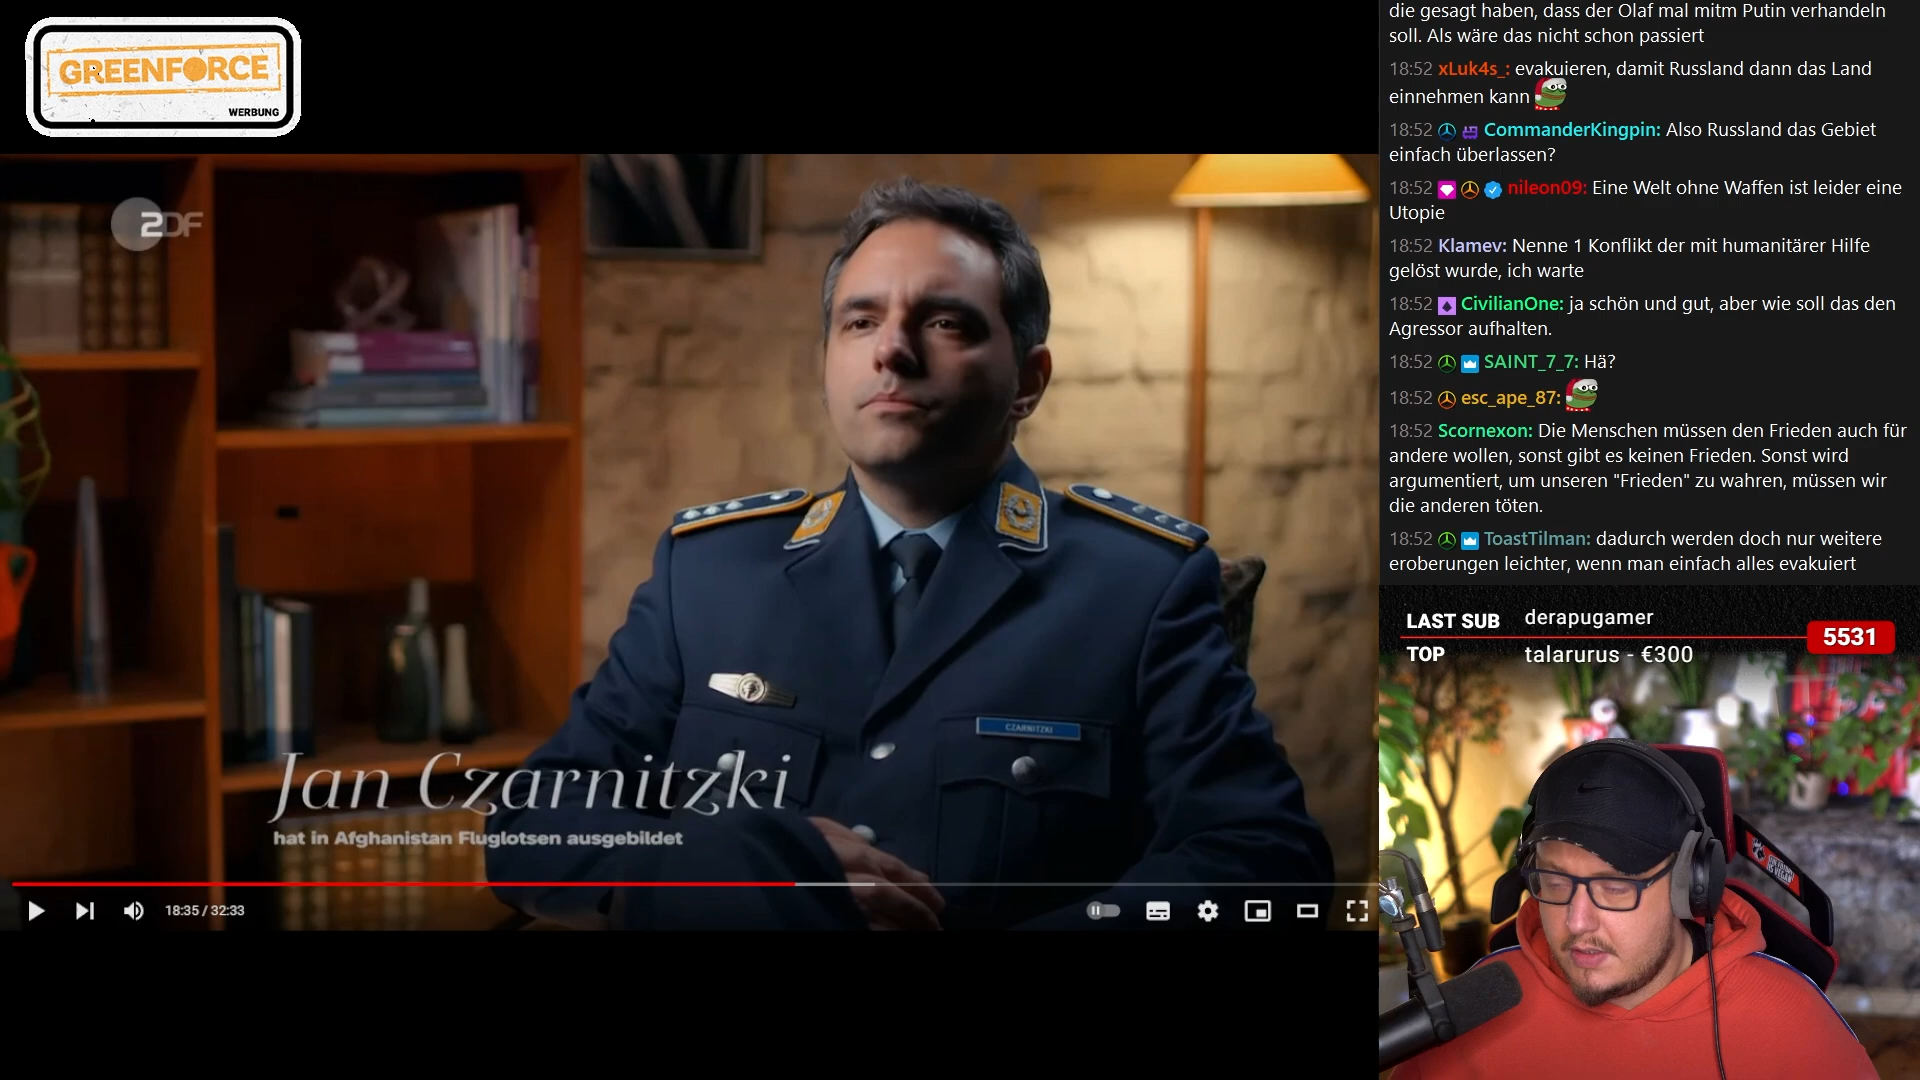 GREENFORCE
WERBUNG
2DF
CZARNITZKI
Jan Czarnitzki
hat in Afghanistan Fluglotsen ausgebildet
18:35 / 32:33
die gesagt haben, dass der Olaf mal mitm Putin verhandeln
soll. Als wäre das nicht schon passiert
18:52 xLuk4s_: evakuieren, damit Russland dann das Land
einnehmen kann
18:52 CommanderKingpin: Also Russland das Gebiet
einfach überlassen?
18:52 nileon09: Eine Welt ohne Waffen ist leider eine
Utopie
18:52 Klamev: Nenne 1 Konflikt der mit humanitärer Hilfe
gelöst wurde, ich warte
18:52 CivilianOne: ja schön und gut, aber wie soll das den
Agressor aufhalten.
18:52 SAINT_7_7: Hä?
18:52 esc_ape_87:
18:52 Scornexon: Die Menschen müssen den Frieden auch für
andere wollen, sonst gibt es keinen Frieden. Sonst wird
argumentiert, um unseren "Frieden" zu wahren, müssen wir
die anderen töten.
18:52 ToastTilman: dadurch werden doch nur weitere
eroberungen leichter, wenn man einfach alles evakuiert
LAST SUB derapugamer
5531
TOP talarurus - €300